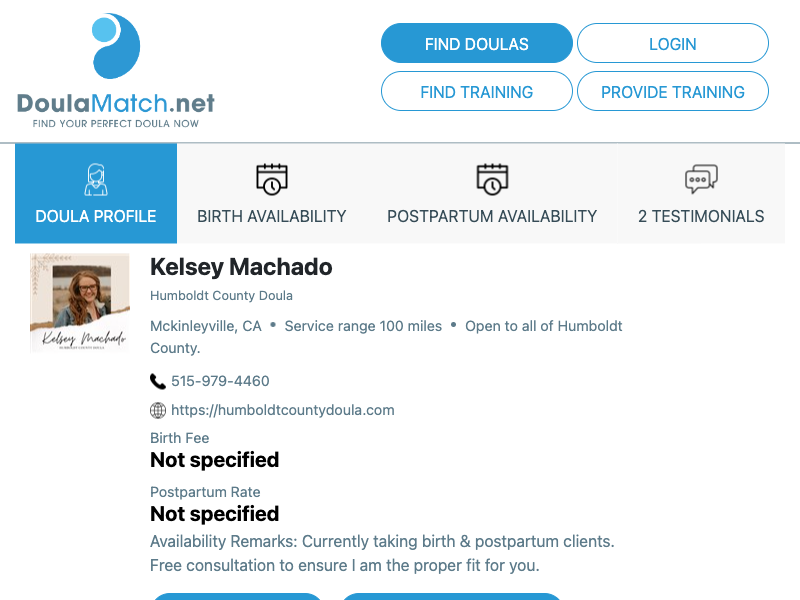 DoulaMatch.net
FIND YOUR PERFECT DOULA NOW
FIND DOULAS
LOGIN
FIND TRAINING
PROVIDE TRAINING
DOULA PROFILE
BIRTH AVAILABILITY
POSTPARTUM AVAILABILITY
2 TESTIMONIALS
Kelsey Machado
Kelsey Machado
Humboldt County Doula
Mckinleyville, CA • Service range 100 miles • Open to all of Humboldt
County.
515-979-4460
https://humboldtcountydoula.com
Birth Fee
Not specified
Postpartum Rate
Not specified
Availability Remarks: Currently taking birth & postpartum clients.
Free consultation to ensure I am the proper fit for you.